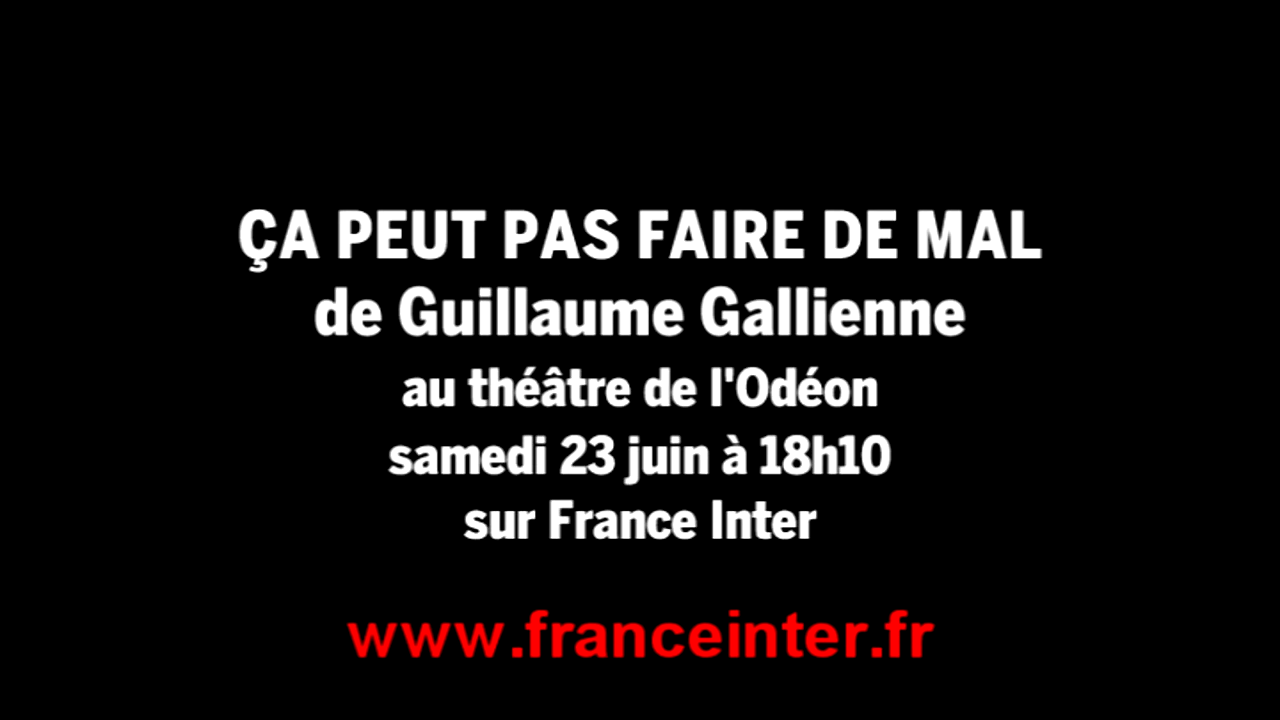 ÇA PEUT PAS FAIRE DE MAL
de Guillaume Gallienne
au théâtre de l'Odéon
samedi 23 juin à 18h10
sur France Inter
www.franceinter.fr